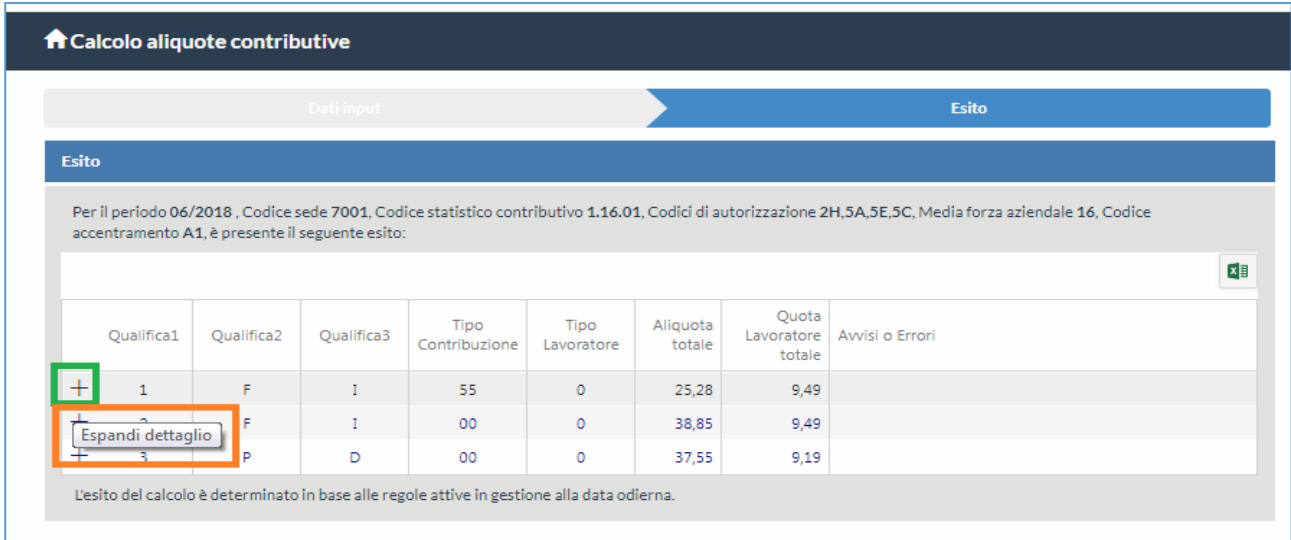 Calcolo aliquote contributive
Dati input
Esito
Esito
Per il periodo 06/2018 , Codice sede 7001, Codice statistico contributivo 1.16.01, Codici di autorizzazione 2H,5A,5E,5C, Media forza aziendale 16, Codice
accentramento A1, è presente il seguente esito:
Qualifica1 Qualifica2 Qualifica3 Tipo Contribuzione Tipo Lavoratore Aliquota totale Quota Lavoratore totale Avvisi o Errori
+ 1 F I 55 0 25,28 9,49
+ F I 00 0 38,85 9,49
Espandi dettaglio
+ 3 P D 00 0 37,55 9,19
L'esito del calcolo è determinato in base alle regole attive in gestione alla data odierna.